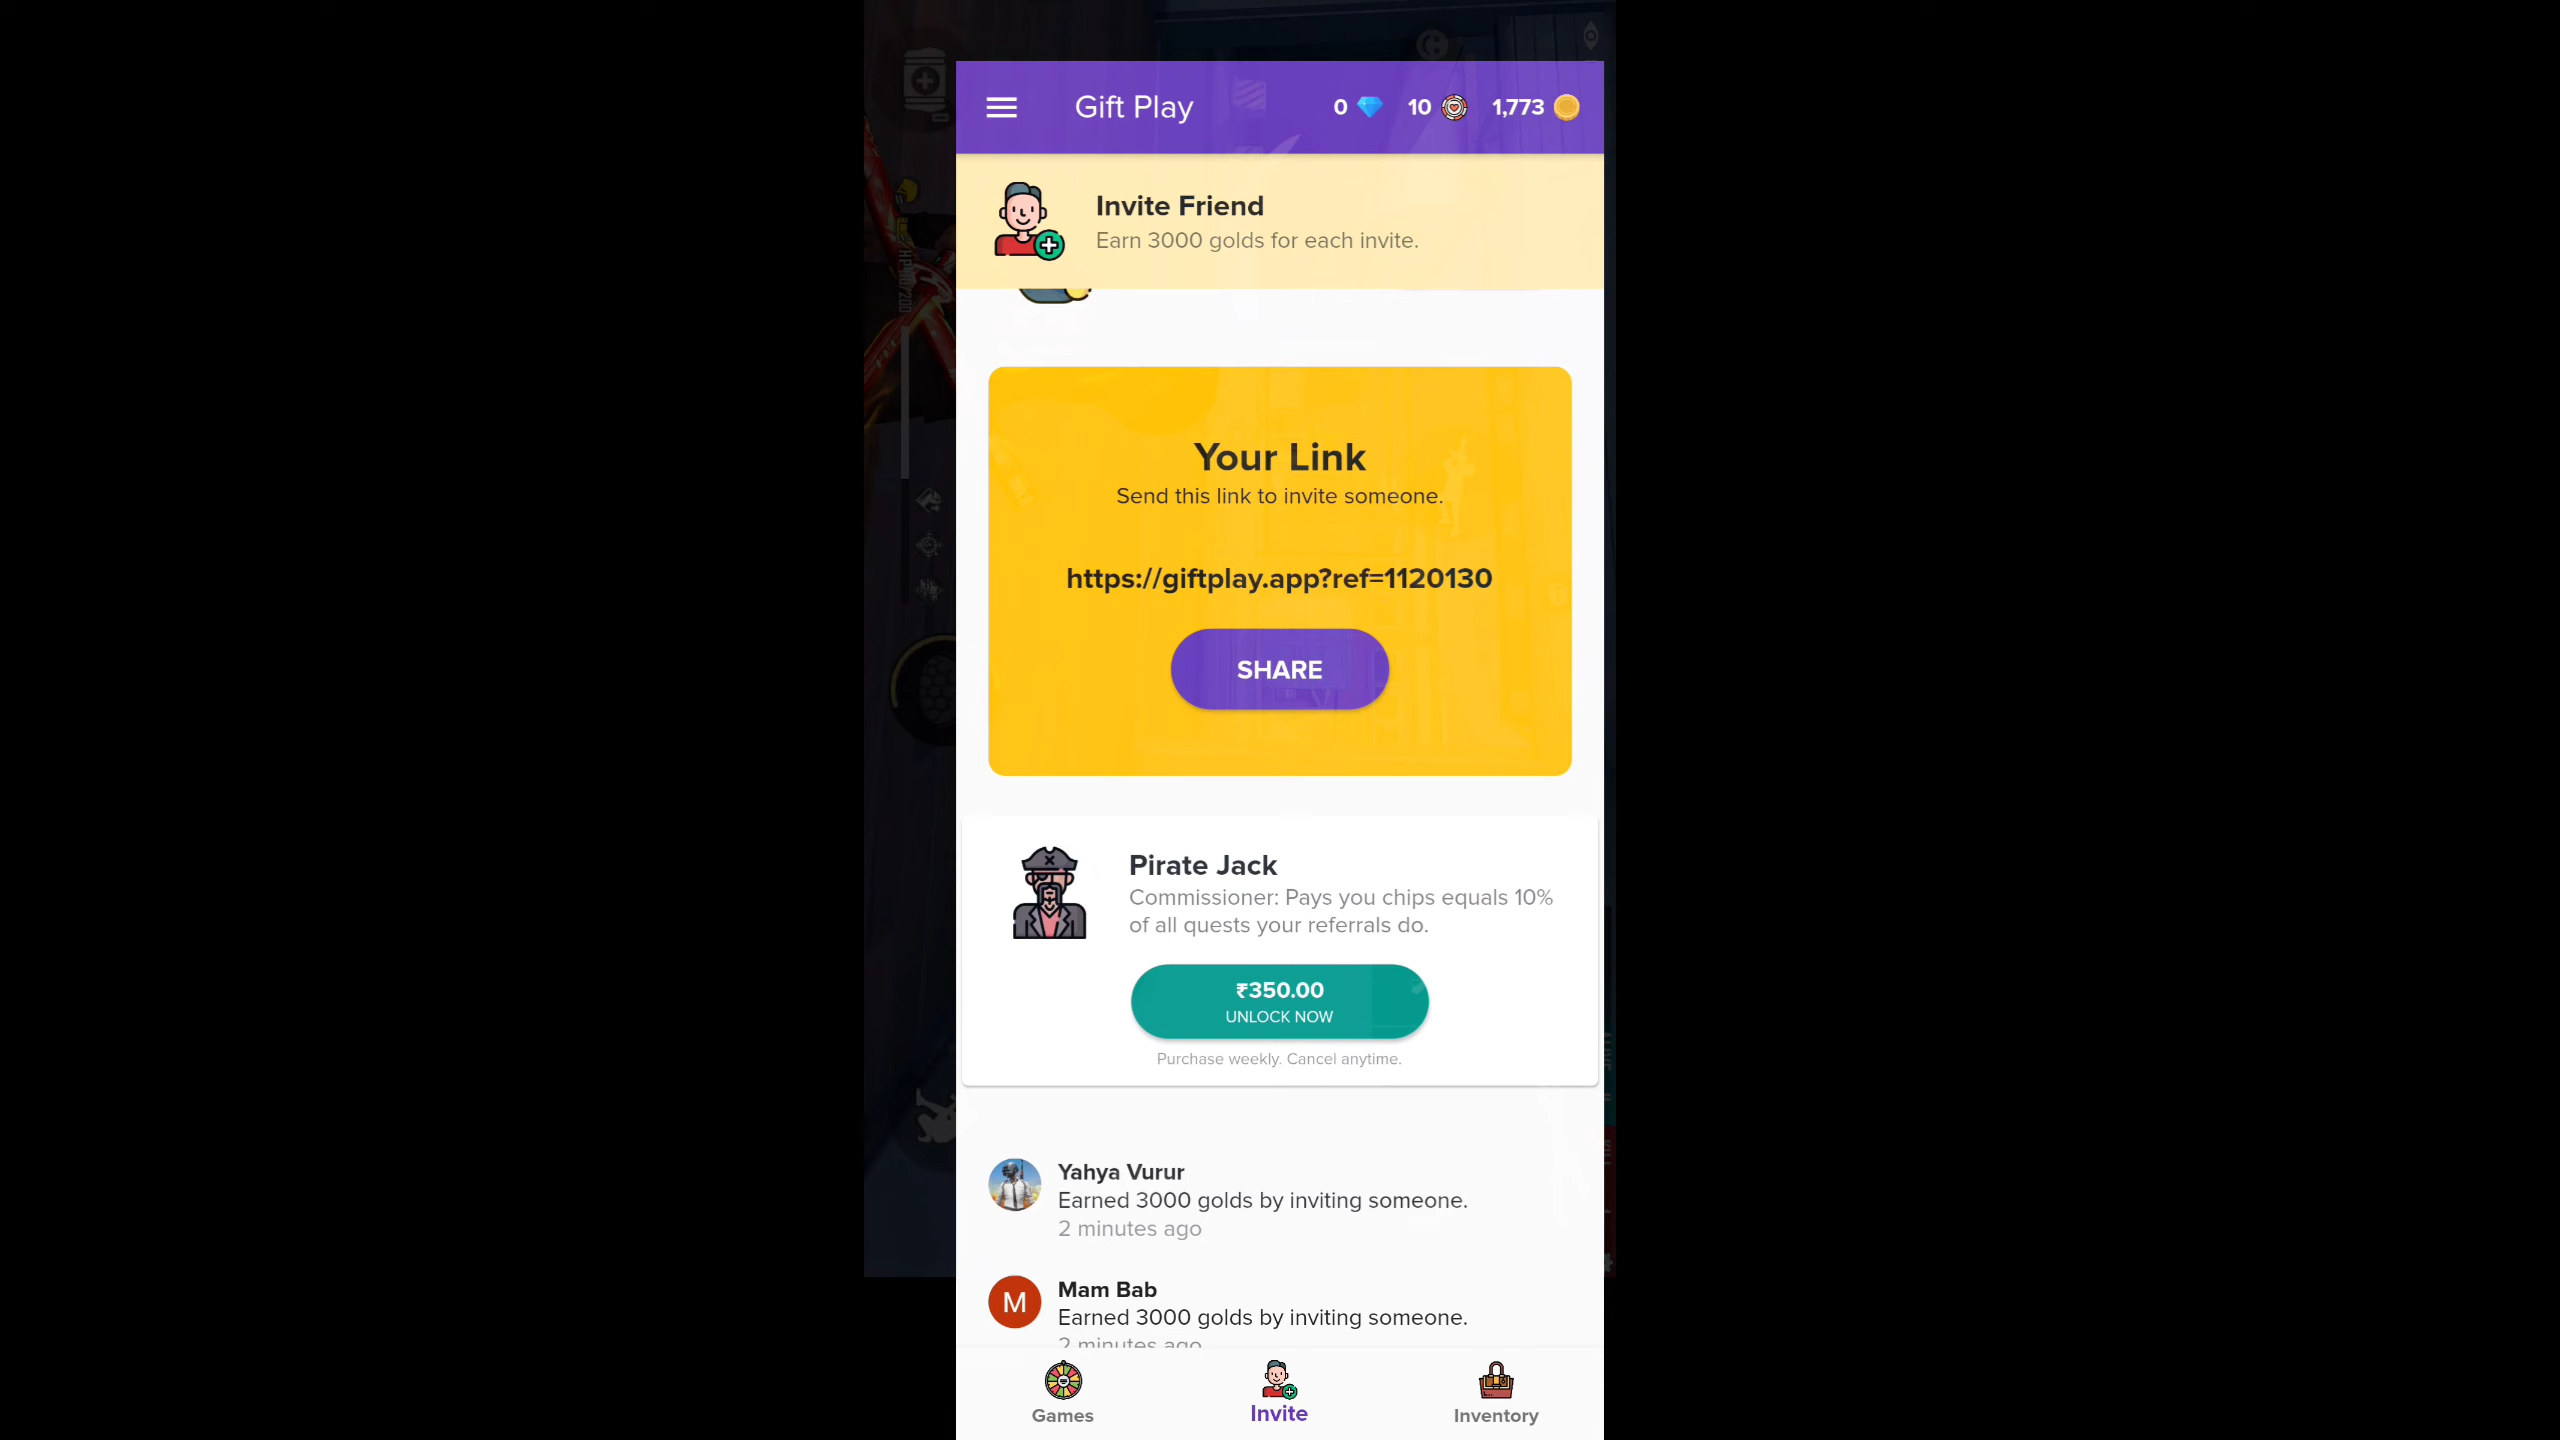 Gift Play
0
10
1,773
Invite Friend
Earn 3000 golds for each invite.
Your Link
Send this link to invite someone.
https://giftplay.app?ref=1120130
SHARE
Pirate Jack
Commissioner: Pays you chips equals 10%
of all quests your referrals do.
₹350.00
UNLOCK NOW
Purchase weekly. Cancel anytime.
Yahya Vurur
Earned 3000 golds by inviting someone.
2 minutes ago
M
Mam Bab
Earned 3000 golds by inviting someone.
2 minutes ago
Games
Invite
Inventory